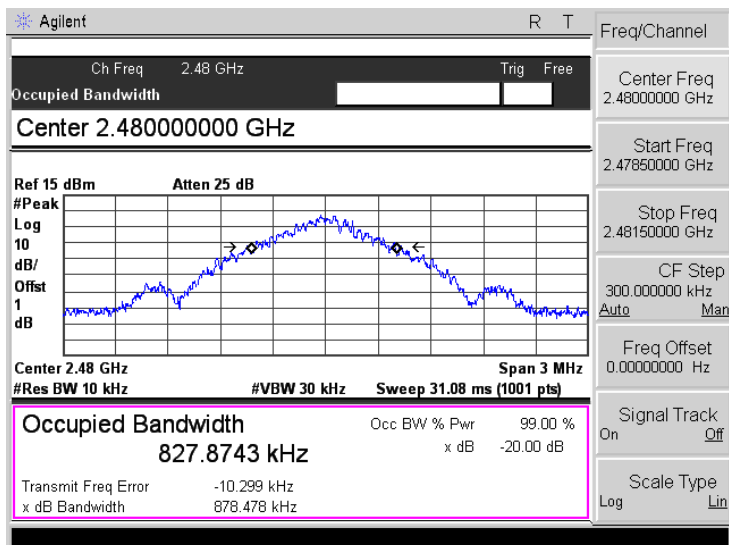 Agilent R T
Ch Freq 2.48 GHz Trig Free
Occupied Bandwidth
Center 2.480000000 GHz
Ref 15 dBm Atten 25 dB
#Peak
Log
10
dB/
Offst
1
dB
Center 2.48 GHz Span 3 MHz
#Res BW 10 kHz #VBW 30 kHz Sweep 31.08 ms (1001 pts)
Occupied Bandwidth Occ BW % Pwr 99.00 %
827.8743 kHz x dB -20.00 dB
Transmit Freq Error -10.299 kHz
x dB Bandwidth 878.478 kHz
Freq/Channel
Center Freq
2.48000000 GHz
Start Freq
2.47850000 GHz
Stop Freq
2.48150000 GHz
CF Step
300.000000 kHz
Auto Man
Freq Offset
0.00000000 Hz
Signal Track
On Off
Scale Type
Log Lin